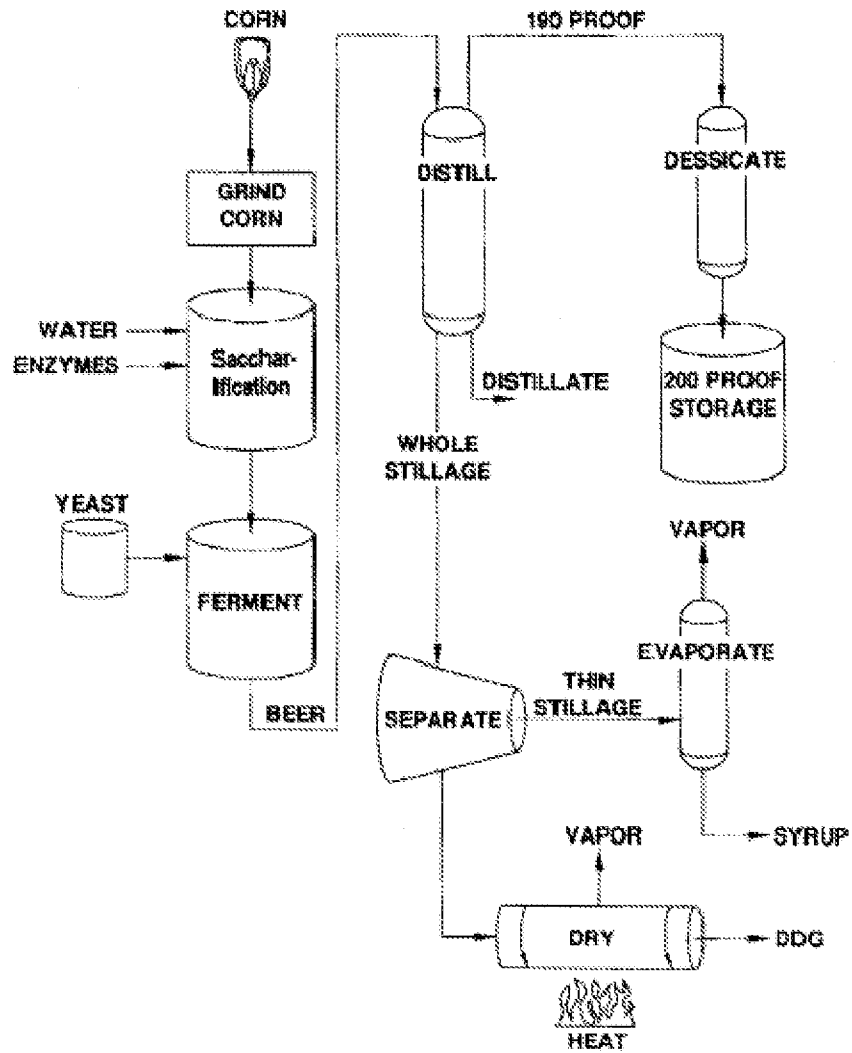 CORN
190 PROOF
GRIND
CORN
DISTILL
DESSICATE
WATER
ENZYMES
Sacchar-
ification
DISTILLATE
200 PROOF
STORAGE
WHOLE
STILLAGE
YEAST
FERMENT
VAPOR
EVAPORATE
BEER
SEPARATE
THIN
STILLAGE
SYRUP
VAPOR
DRY
DDG
HEAT